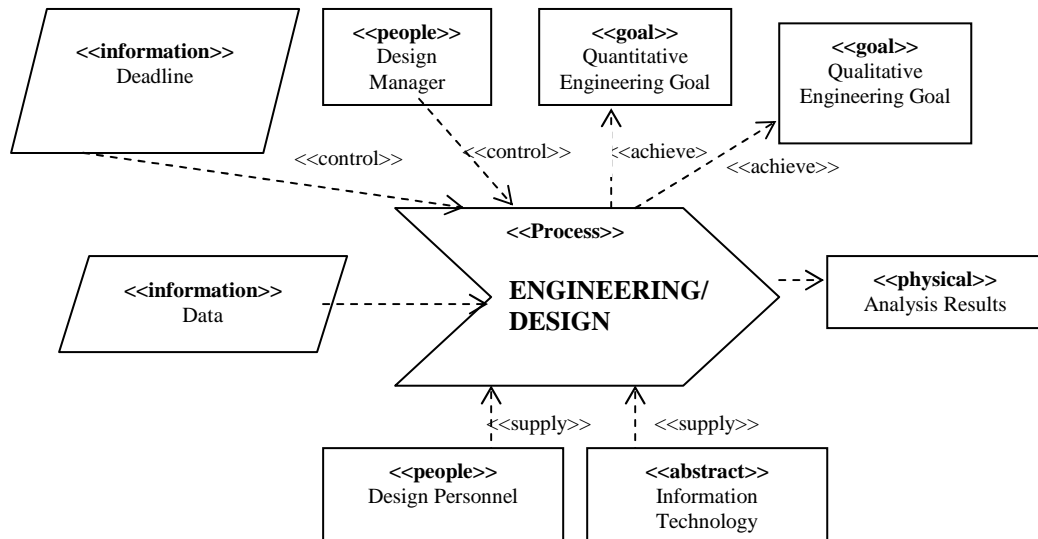 <<information>>
Deadline
<<people>>
Design
Manager
<<goal>>
Quantitative
Engineering Goal
<<goal>>
Qualitative
Engineering Goal
<<control>>
<<control>>
<<achieve>
<<achieve>>
<<Process>>
ENGINEERING/
DESIGN
<<information>>
Data
<<physical>>
Analysis Results
<<supply>>
<<supply>>
<<people>>
Design Personnel
<<abstract>>
Information
Technology